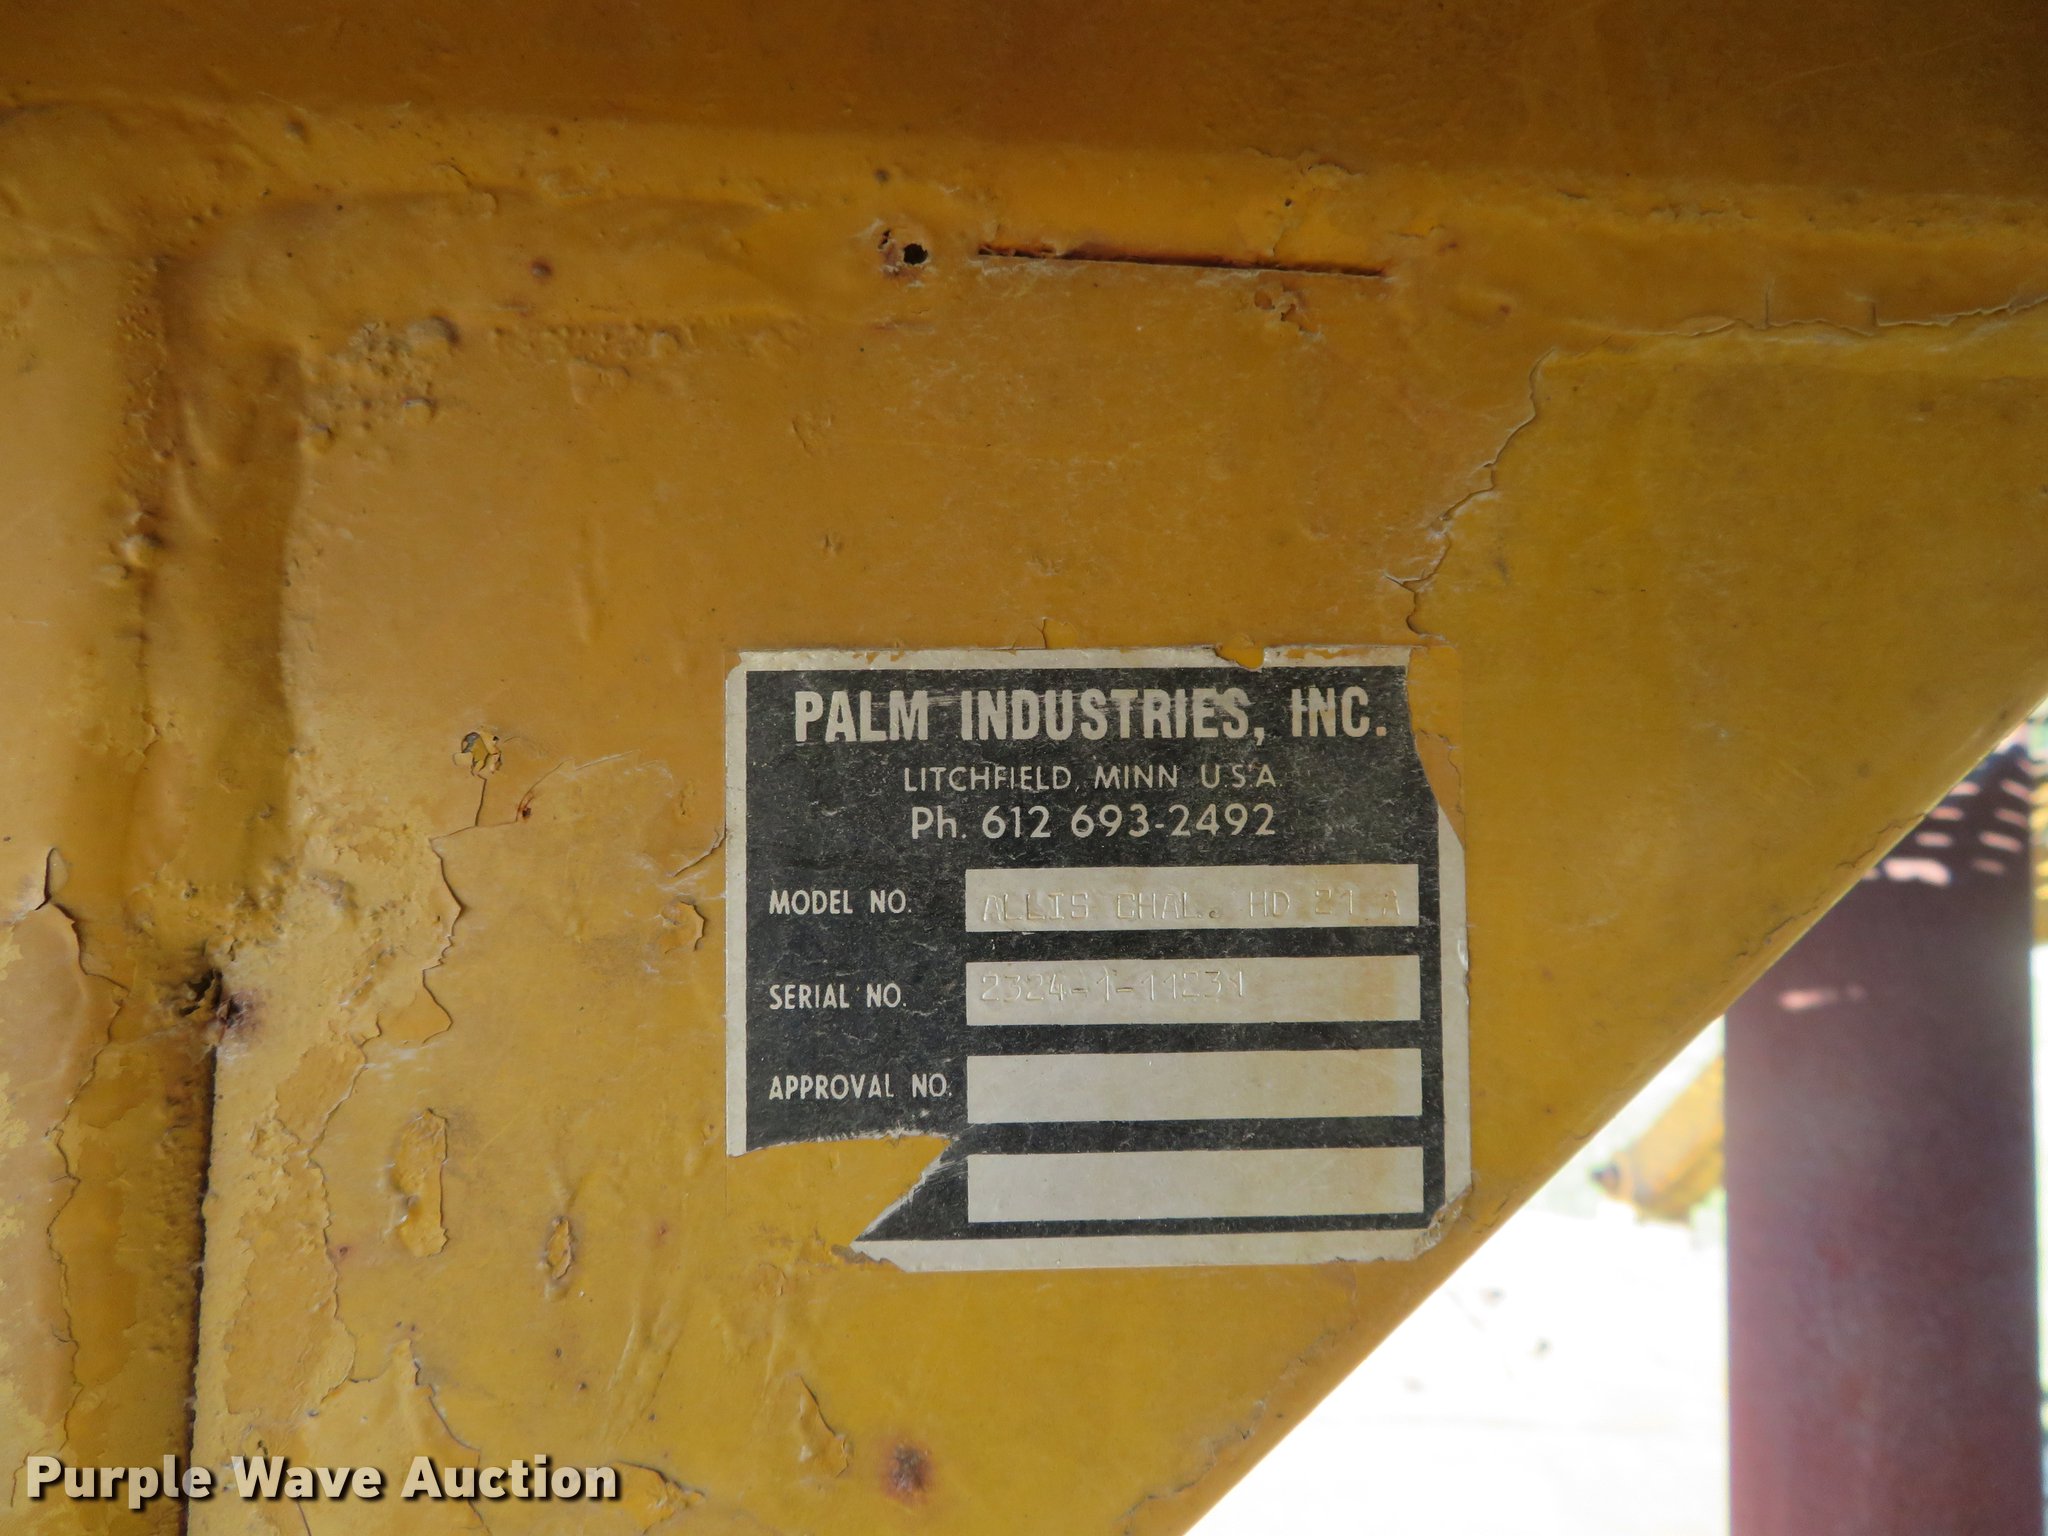 PALM INDUSTRIES, INC.
LITCHFIELD, MINN U.S.A.
Ph. 612 693-2492
MODEL NO. ALLIS CHAL. HD 21 A
SERIAL NO. 2324-1-11231
APPROVAL NO.
Purple Wave Auction